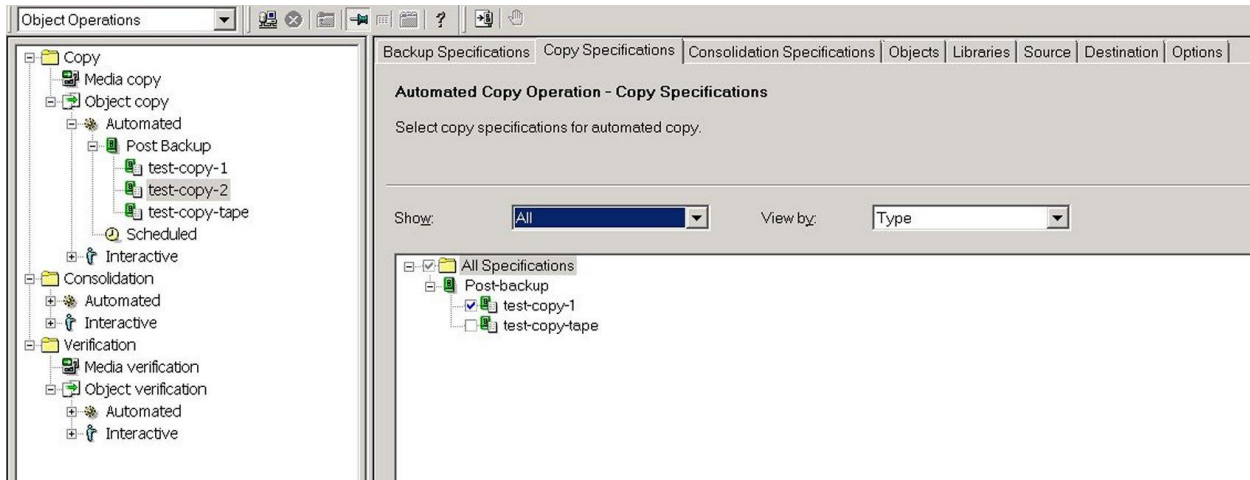 Object Operations
?
Copy
Media copy
Object copy
Automated
Post Backup
test-copy-1
test-copy-2
test-copy-tape
Scheduled
Interactive
Consolidation
Automated
Interactive
Verification
Media verification
Object verification
Automated
Interactive
Backup Specifications Copy Specifications Consolidation Specifications Objects Libraries Source Destination Options
Automated Copy Operation - Copy Specifications
Select copy specifications for automated copy.
Show: All View by: Type
All Specifications
Post-backup
test-copy-1
test-copy-tape